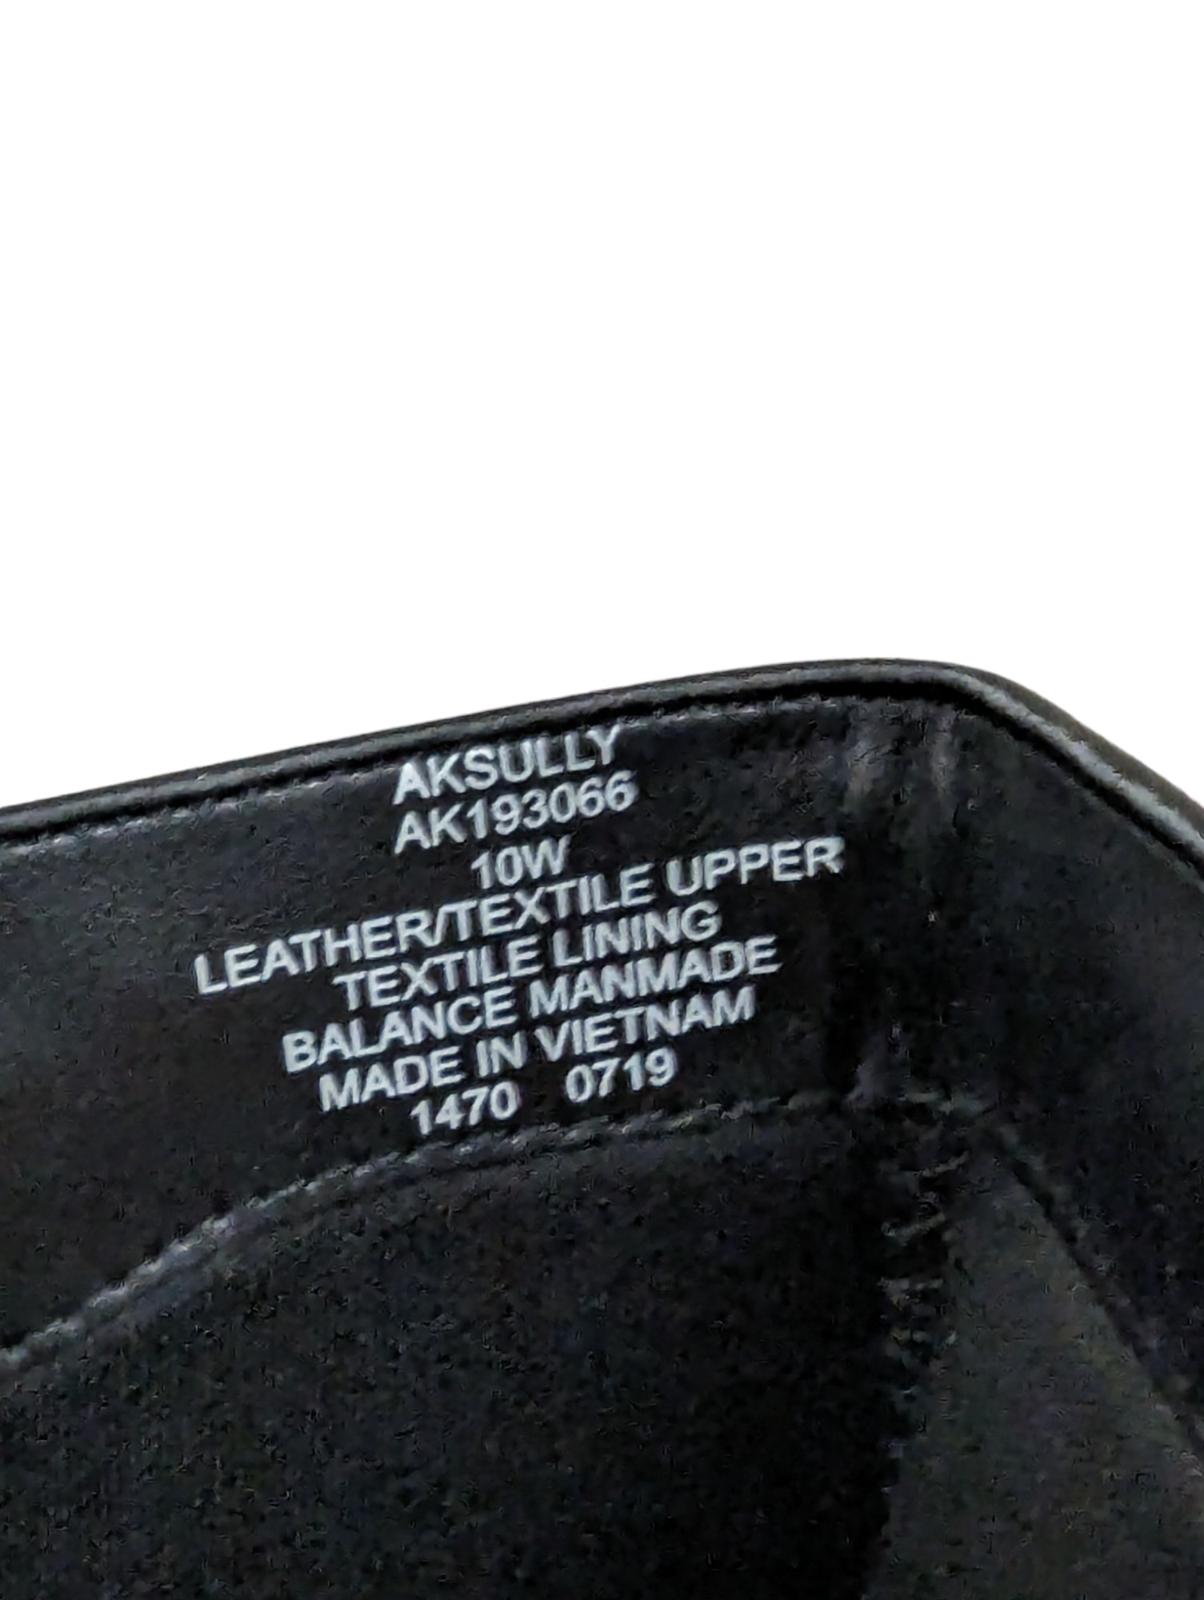 AKSULLY
AK193066
10W
LEATHER/TEXTILE UPPER
TEXTILE LINING
BALANCE MANMADE
MADE IN VIETNAM
1470 0719